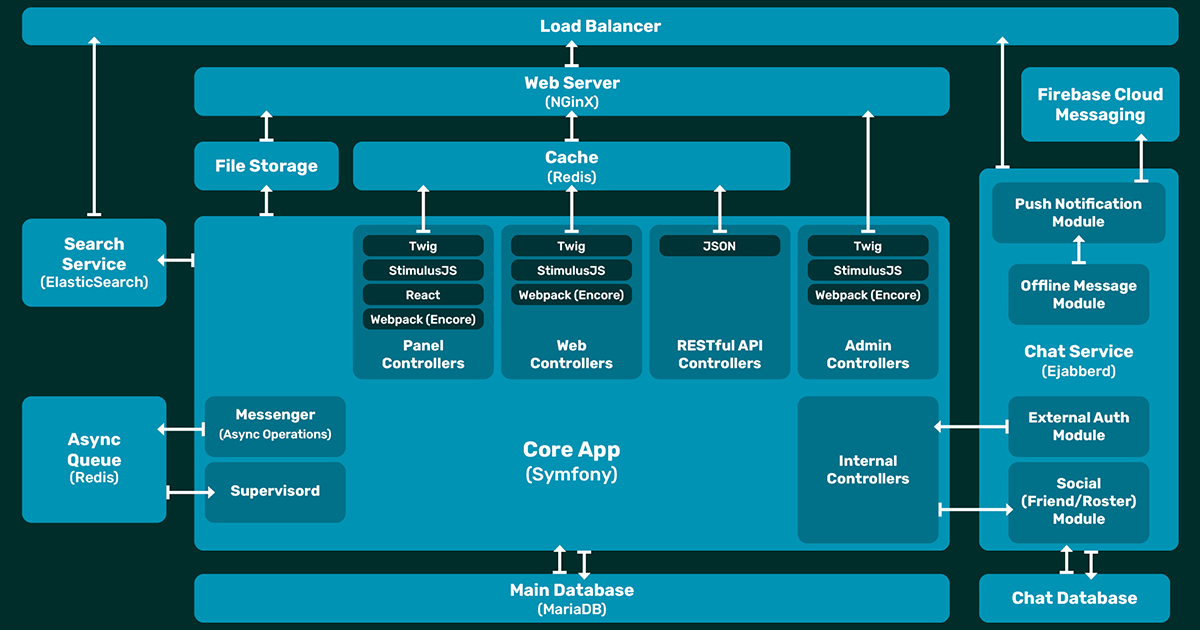 Load Balancer
Web Server
(NGinX)
Firebase Cloud
Messaging
File Storage
Cache
(Redis)
Search
Service
(ElasticSearch)
Twig
StimulusJS
React
Webpack (Encore)
Panel
Controllers
Twig
StimulusJS
Webpack (Encore)
Web
Controllers
JSON
RESTful API
Controllers
Twig
StimulusJS
Webpack (Encore)
Admin
Controllers
Push Notification
Module
Offline Message
Module
Chat Service
(Ejabberd)
Async
Queue
(Redis)
Messenger
(Async Operations)
Supervisord
Core App
(Symfony)
Internal
Controllers
External Auth
Module
Social
(Friend/Roster)
Module
Main Database
(MariaDB)
Chat Database